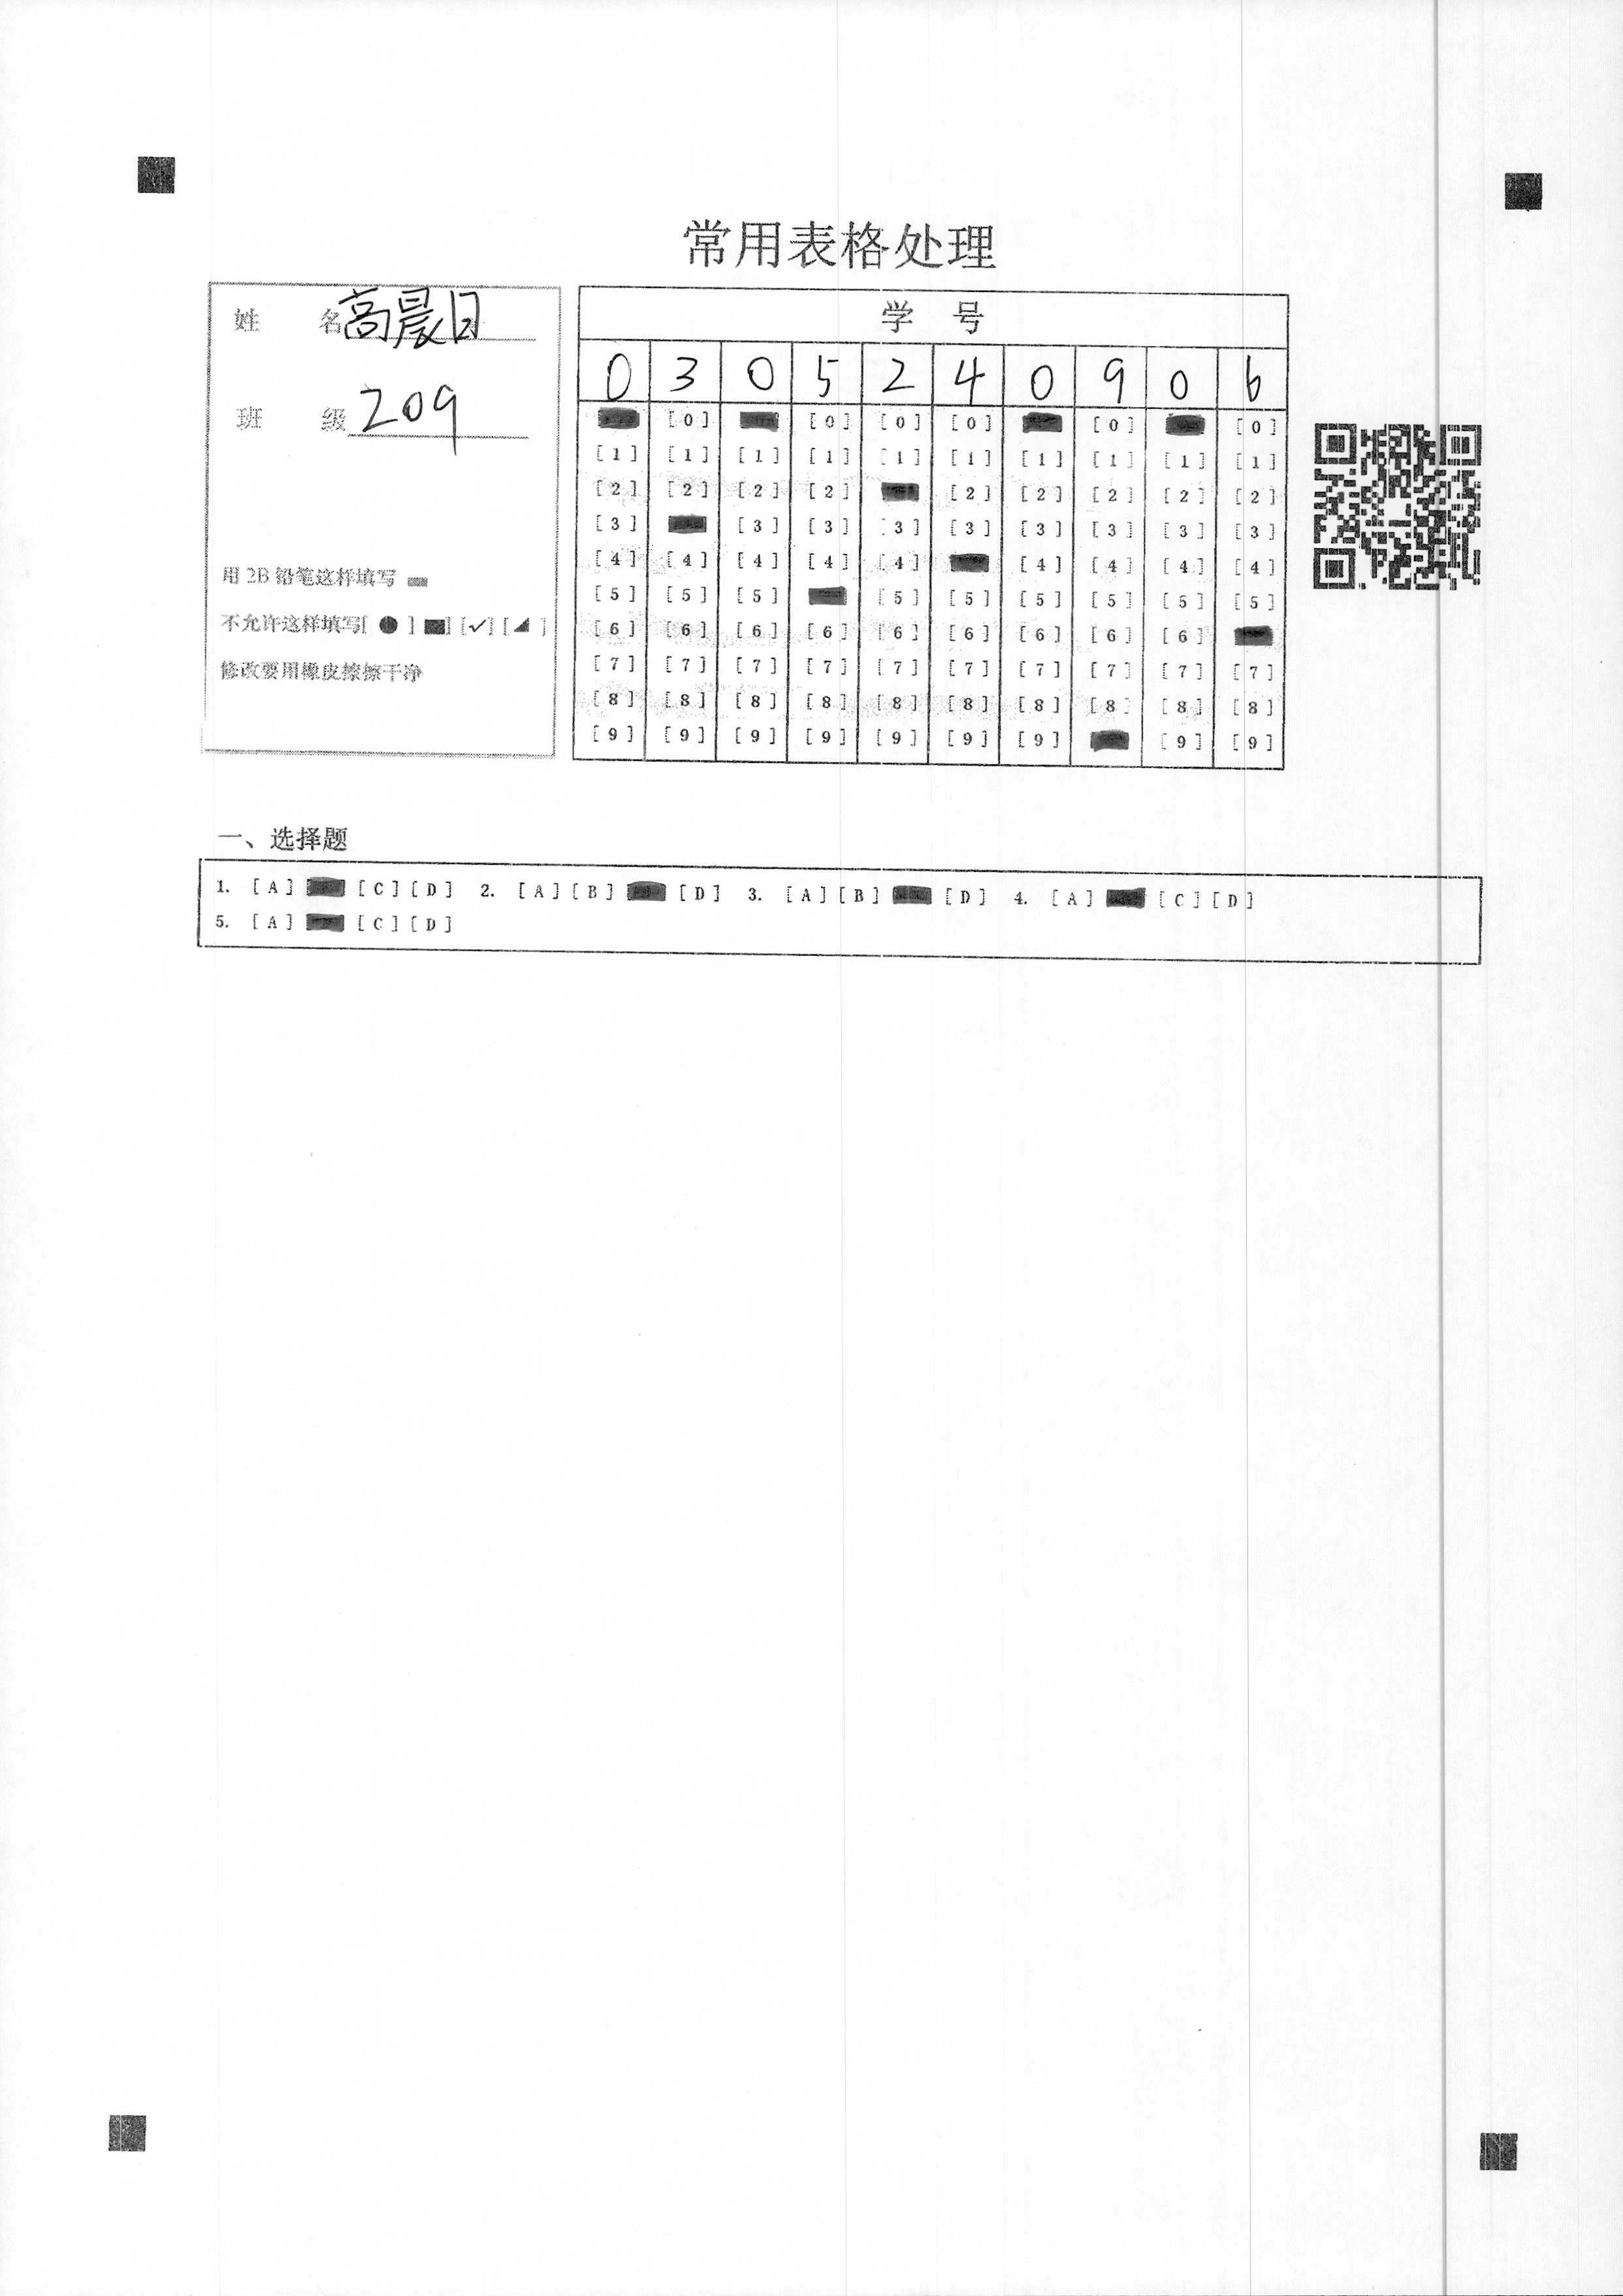 常用表格处理
姓 名 高晨日
班 级 209
用 2B 铅笔这样填写
不允许这样填写[ ● ] ■] [✓] [◢ ]
修改要用橡皮擦擦干净
学 号
0 3 0 5 2 4 0 9 0 6
[0] [0] [0] [0] [0] [0]
[1] [1] [1] [1] [1] [1] [1] [1] [1] [1]
[2] [2] [2] [2] [2] [2] [2] [2] [2]
[3] [3] [3] [3] [3] [3] [3] [3] [3]
[4] [4] [4] [4] [4] [4] [4] [4] [4]
[5] [5] [5] [5] [5] [5] [5] [5] [5]
[6] [6] [6] [6] [6] [6] [6] [6] [6]
[7] [7] [7] [7] [7] [7] [7] [7] [7] [7]
[8] [8] [8] [8] [8] [8] [8] [8] [8] [8]
[9] [9] [9] [9] [9] [9] [9] [9] [9]
一、选择题
1. [A] [C] [D] 2. [A] [B] [D] 3. [A] [B] [D] 4. [A] [C] [D]
5. [A] [C] [D]